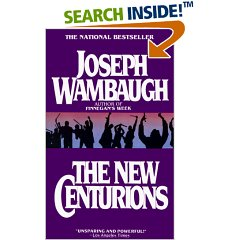 SEARCH INSIDE!™
THE NATIONAL BESTSELLER
JOSEPH
WAMBAUGH
AUTHOR OF
FINNEGAN'S WEEK
THE NEW
CENTURIONS
"UNSPARING AND POWERFUL!"
—Los Angeles Times